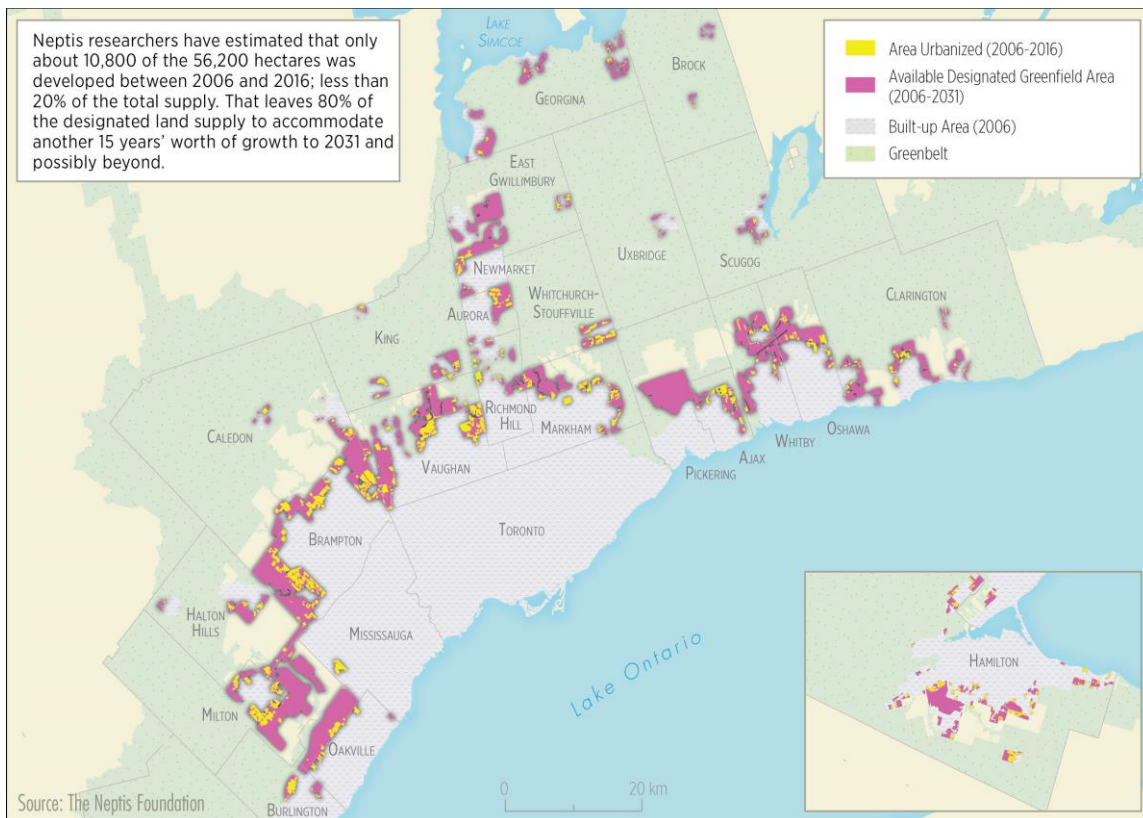 Neptis researchers have estimated that only
about 10,800 of the 56,200 hectares was
developed between 2006 and 2016; less than
20% of the total supply. That leaves 80% of
the designated land supply to accommodate
another 15 years' worth of growth to 2031 and
possibly beyond.
LAKE
SIMCOE
Area Urbanized (2006-2016)
Available Designated Greenfield Area
(2006-2031)
Built-up Area (2006)
Greenbelt
BROCK
GEORGINA
EAST
GWILLIMBURY
UXBRIDGE
SCUGOG
NEWMARKET
WHITCHURCH-
STOUFFVILLE
CLARINGTON
AURORA
KING
RICHMOND
HILL
MARKHAM
CALEDON
VAUGHAN
OSHAWA
WHITBY
AJAX
PICKERING
TORONTO
BRAMPTON
HALTON
HILLS
MISSISSAUGA
Lake Ontario
HAMILTON
MILTON
OAKVILLE
BURLINGTON
0 20 km
Source: The Neptis Foundation